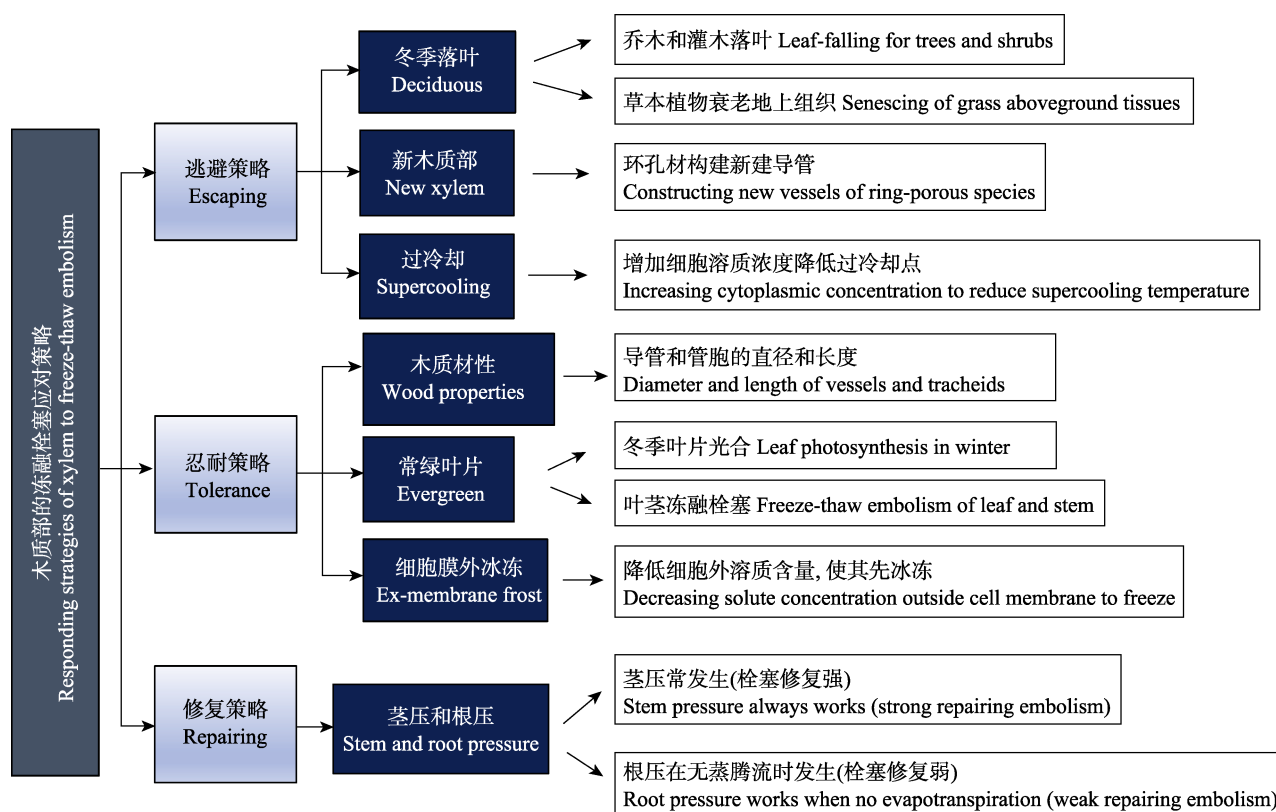 木质部的冻融栓塞应对策略
Responding strategies of xylem to freeze-thaw embolism
逃避策略
Escaping
冬季落叶
Deciduous
乔木和灌木落叶 Leaf-falling for trees and shrubs
草本植物衰老地上组织 Senescing of grass aboveground tissues
新木质部
New xylem
环孔材构建新建导管
Constructing new vessels of ring-porous species
过冷却
Supercooling
增加细胞溶质浓度降低过冷却点
Increasing cytoplasmic concentration to reduce supercooling temperature
忍耐策略
Tolerance
木质材性
Wood properties
导管和管胞的直径和长度
Diameter and length of vessels and tracheids
常绿叶片
Evergreen
冬季叶片光合 Leaf photosynthesis in winter
叶茎冻融栓塞 Freeze-thaw embolism of leaf and stem
细胞膜外冰冻
Ex-membrane frost
降低细胞外溶质含量, 使其先冰冻
Decreasing solute concentration outside cell membrane to freeze
修复策略
Repairing
茎压和根压
Stem and root pressure
茎压常发生(栓塞修复强)
Stem pressure always works (strong repairing embolism)
根压在无蒸腾流时发生(栓塞修复弱)
Root pressure works when no evapotranspiration (weak repairing embolism)